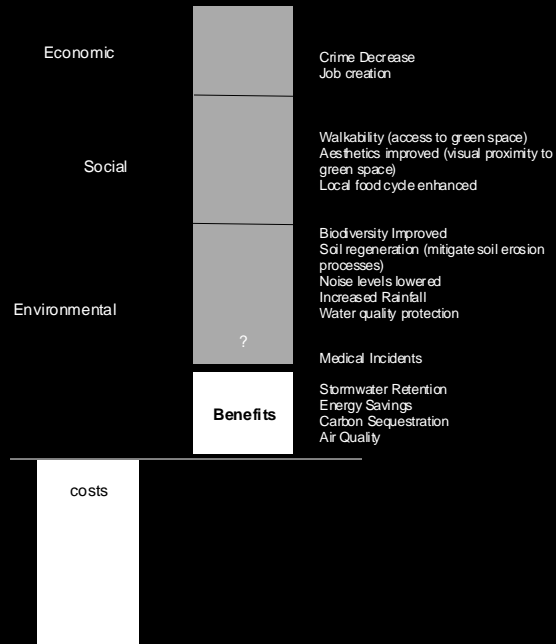 Economic
Crime Decrease
Job creation
Social
Walkability (access to green space)
Aesthetics improved (visual proximity to
green space)
Local food cycle enhanced
Environmental
Biodiversity Improved
Soil regeneration (mitigate soil erosion
processes)
Noise levels lowered
Increased Rainfall
Water quality protection
?
Medical Incidents
Benefits
Stormwater Retention
Energy Savings
Carbon Sequestration
Air Quality
costs